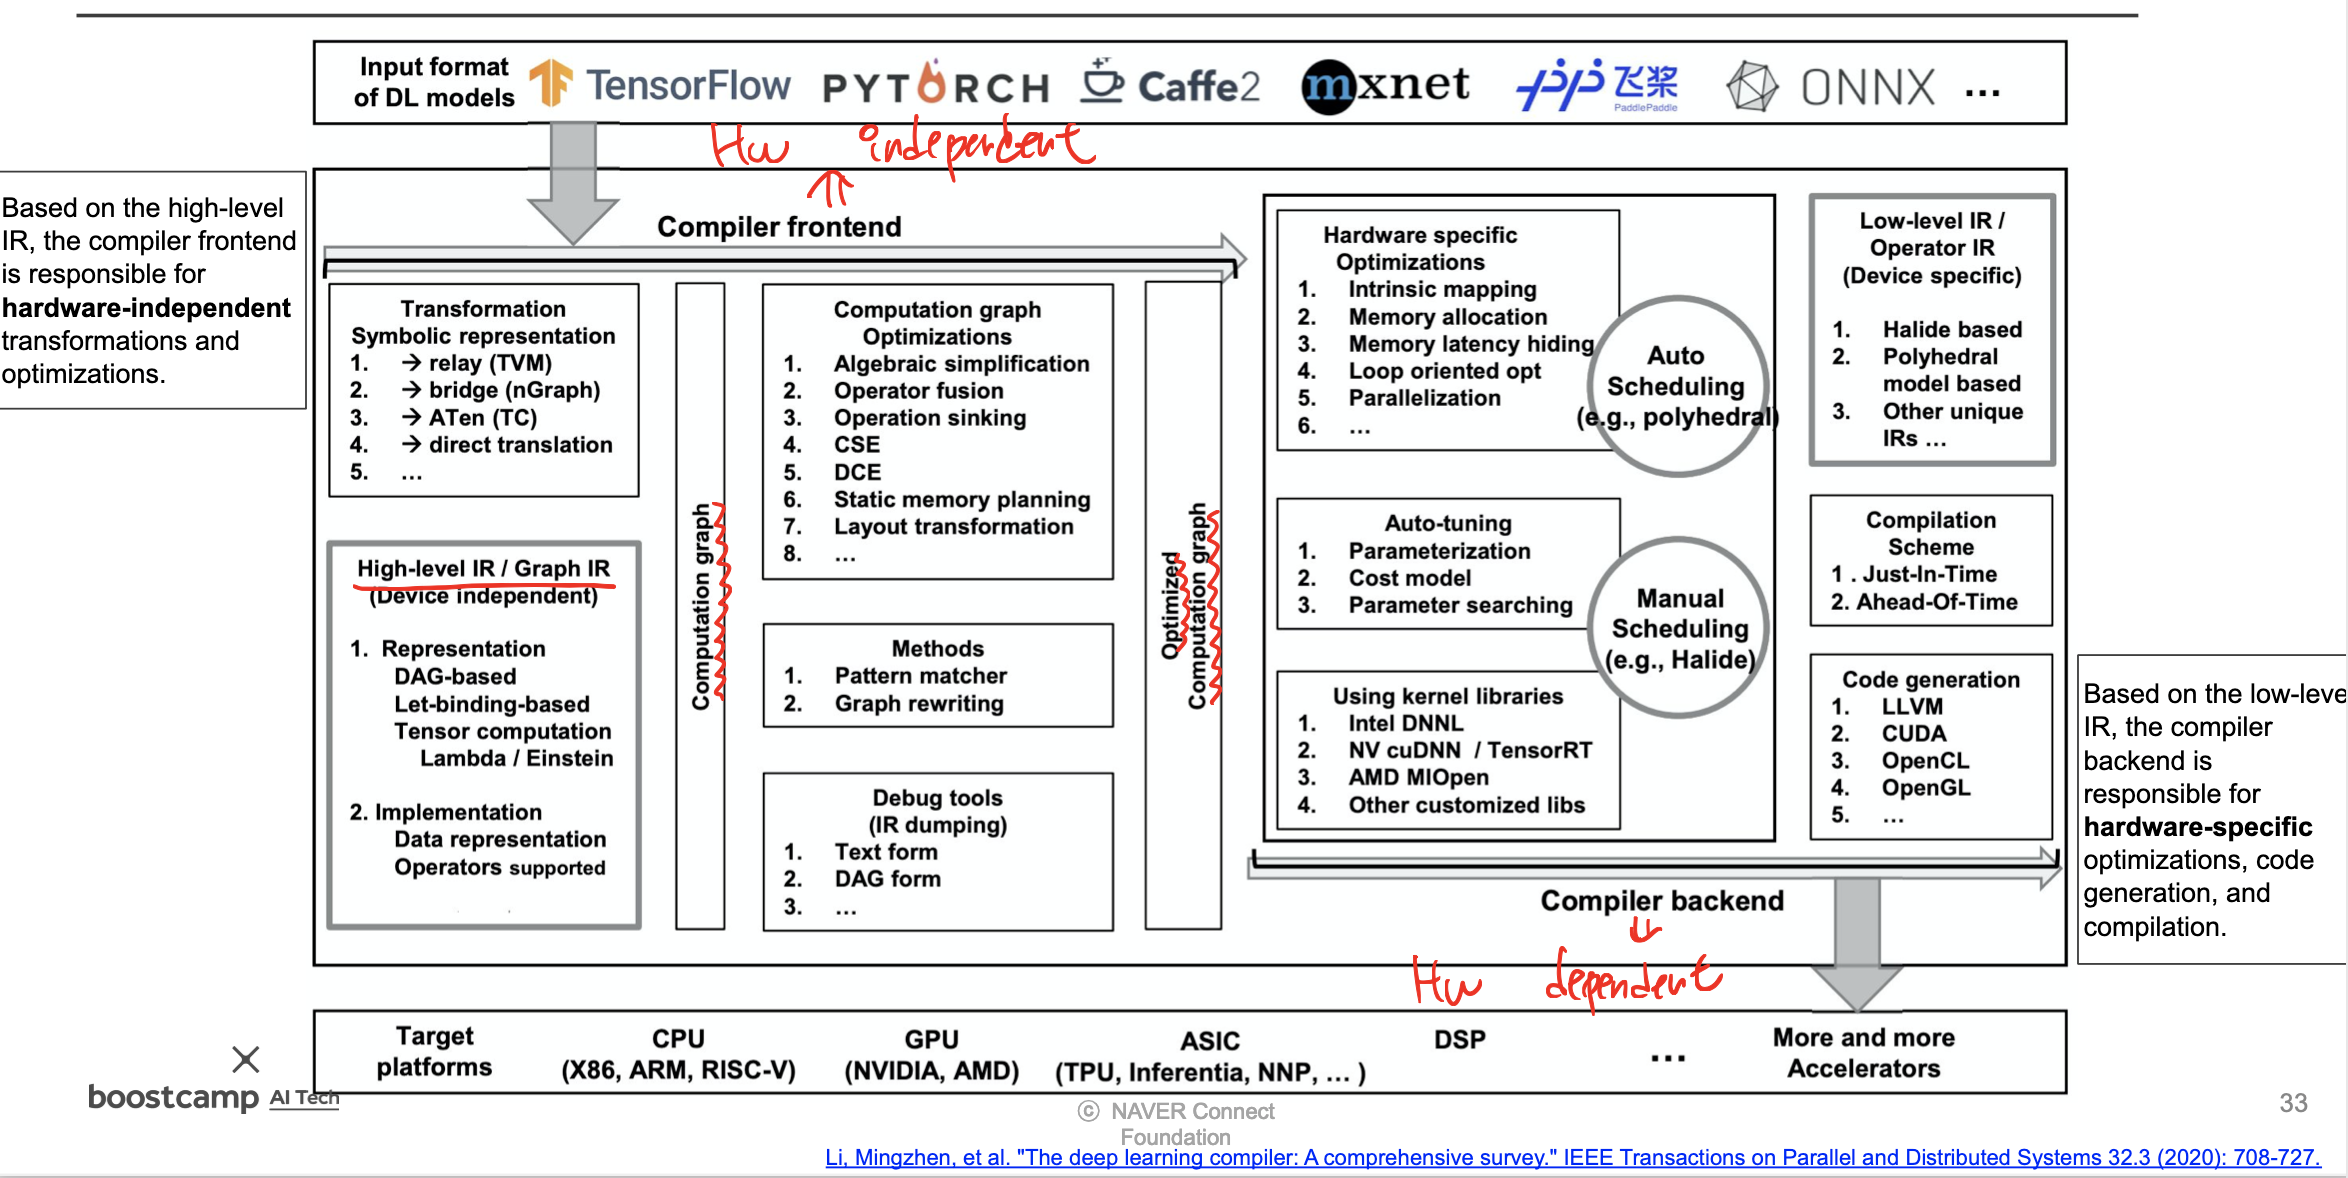 Input format
of DL models
TensorFlow
PYTORCH
Caffe2
mxnet
飞桨
PaddlePaddle
ONNX
...
Hw independent
Based on the high-level
IR, the compiler frontend
is responsible for
hardware-independent
transformations and
optimizations.
Compiler frontend
Transformation
Symbolic representation
1. → relay (TVM)
2. → bridge (nGraph)
3. → ATen (TC)
4. → direct translation
5. ...
High-level IR / Graph IR
(Device independent)
1. Representation
DAG-based
Let-binding-based
Tensor computation
Lambda / Einstein
2. Implementation
Data representation
Operators supported
Computation graph
Computation graph
Optimizations
1. Algebraic simplification
2. Operator fusion
3. Operation sinking
4. CSE
5. DCE
6. Static memory planning
7. Layout transformation
8. ...
Methods
1. Pattern matcher
2. Graph rewriting
Debug tools
(IR dumping)
1. Text form
2. DAG form
3. ...
Optimized
Computation graph
Hardware specific
Optimizations
1. Intrinsic mapping
2. Memory allocation
3. Memory latency hiding
4. Loop oriented opt
5. Parallelization
6. ...
Auto
Scheduling
(e.g., polyhedral)
Auto-tuning
1. Parameterization
2. Cost model
3. Parameter searching
Manual
Scheduling
(e.g., Halide)
Using kernel libraries
1. Intel DNNL
2. NV cuDNN / TensorRT
3. AMD MIOpen
4. Other customized libs
Low-level IR /
Operator IR
(Device specific)
1. Halide based
2. Polyhedral
model based
3. Other unique
IRs ...
Compilation
Scheme
1 . Just-In-Time
2. Ahead-Of-Time
Code generation
1. LLVM
2. CUDA
3. OpenCL
4. OpenGL
5. ...
Compiler backend
Hw dependent
Based on the low-leve
IR, the compiler
backend is
responsible for
hardware-specific
optimizations, code
generation, and
compilation.
Target
platforms
CPU
(X86, ARM, RISC-V)
GPU
(NVIDIA, AMD)
ASIC
(TPU, Inferentia, NNP, ... )
DSP
...
More and more
Accelerators
boostcamp AI Tech
© NAVER Connect
Foundation
33
Li, Mingzhen, et al. "The deep learning compiler: A comprehensive survey." IEEE Transactions on Parallel and Distributed Systems 32.3 (2020): 708-727.